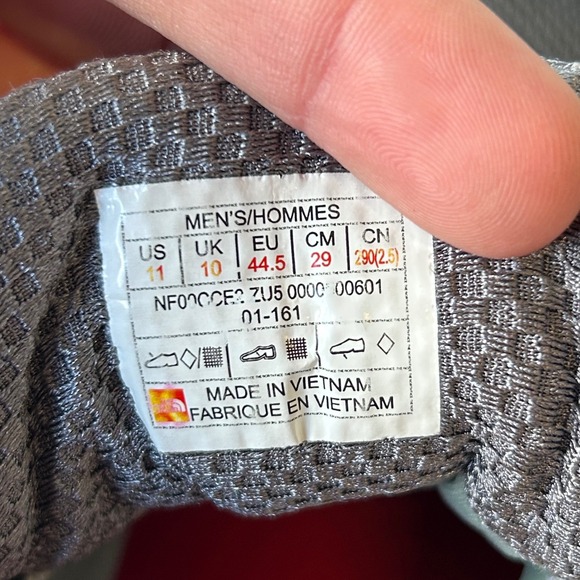 MEN'S/HOMMES
US UK EU CM CN
11 10 44.5 29 290(2.5)
ZU5
01-161
MADE IN VIETNAM
FABRIQUE EN VIETNAM